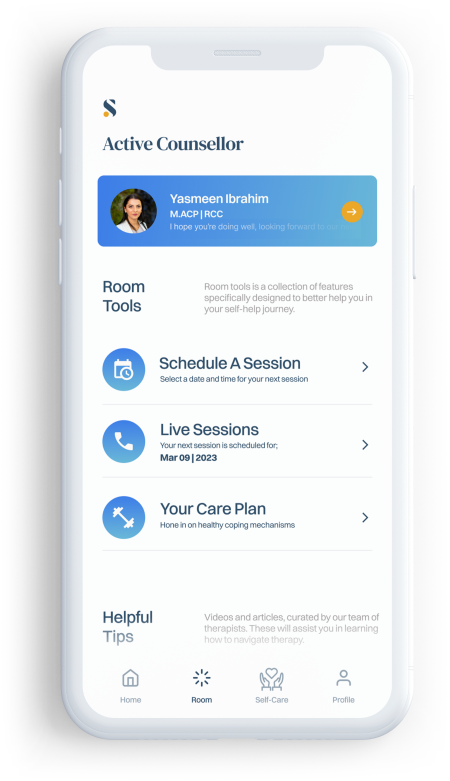 S
Active Counsellor
Yasmeen Ibrahim
M.ACP | RCC
I hope you're doing well, looking forward to
Room
Tools
Room tools is a collection of features
specifically designed to better help you in
your self-help journey.
Schedule A Session
Select a date and time for your next session
Live Sessions
Your next session is scheduled for;
Mar 09 | 2023
Your Care Plan
Hone in on healthy coping mechanisms
Helpful
Tips
Videos and articles, curated by our team of
therapists. These will assist you in learning
how to navigate therapy.
Home
Room
Self-Care
Profile